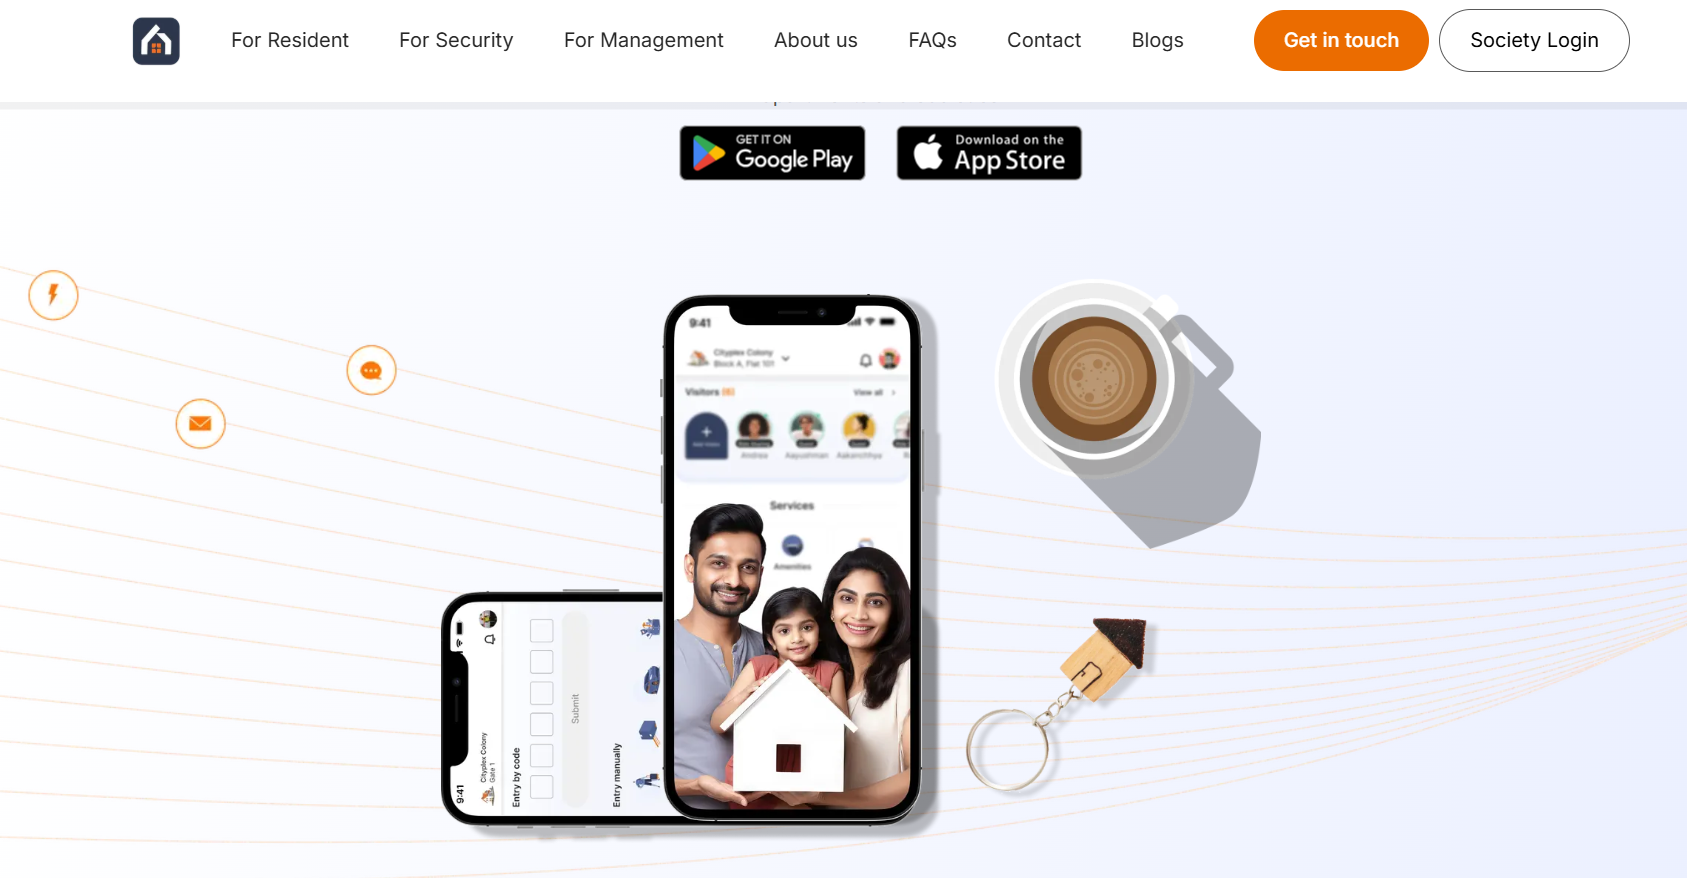 For Resident
For Security
For Management
About us
FAQs
Contact
Blogs
Get in touch
Society Login
GET IT ON
Google Play
Download on the
App Store
9:41
Cityplex Colony
Block A, Flat 101
Visitors (6)
View all
Andrea
Aayushman
Aakanchhya
Services
Amenities
9:41
Cityplex Colony
Gate 1
Entry by code
Submit
Entry manually